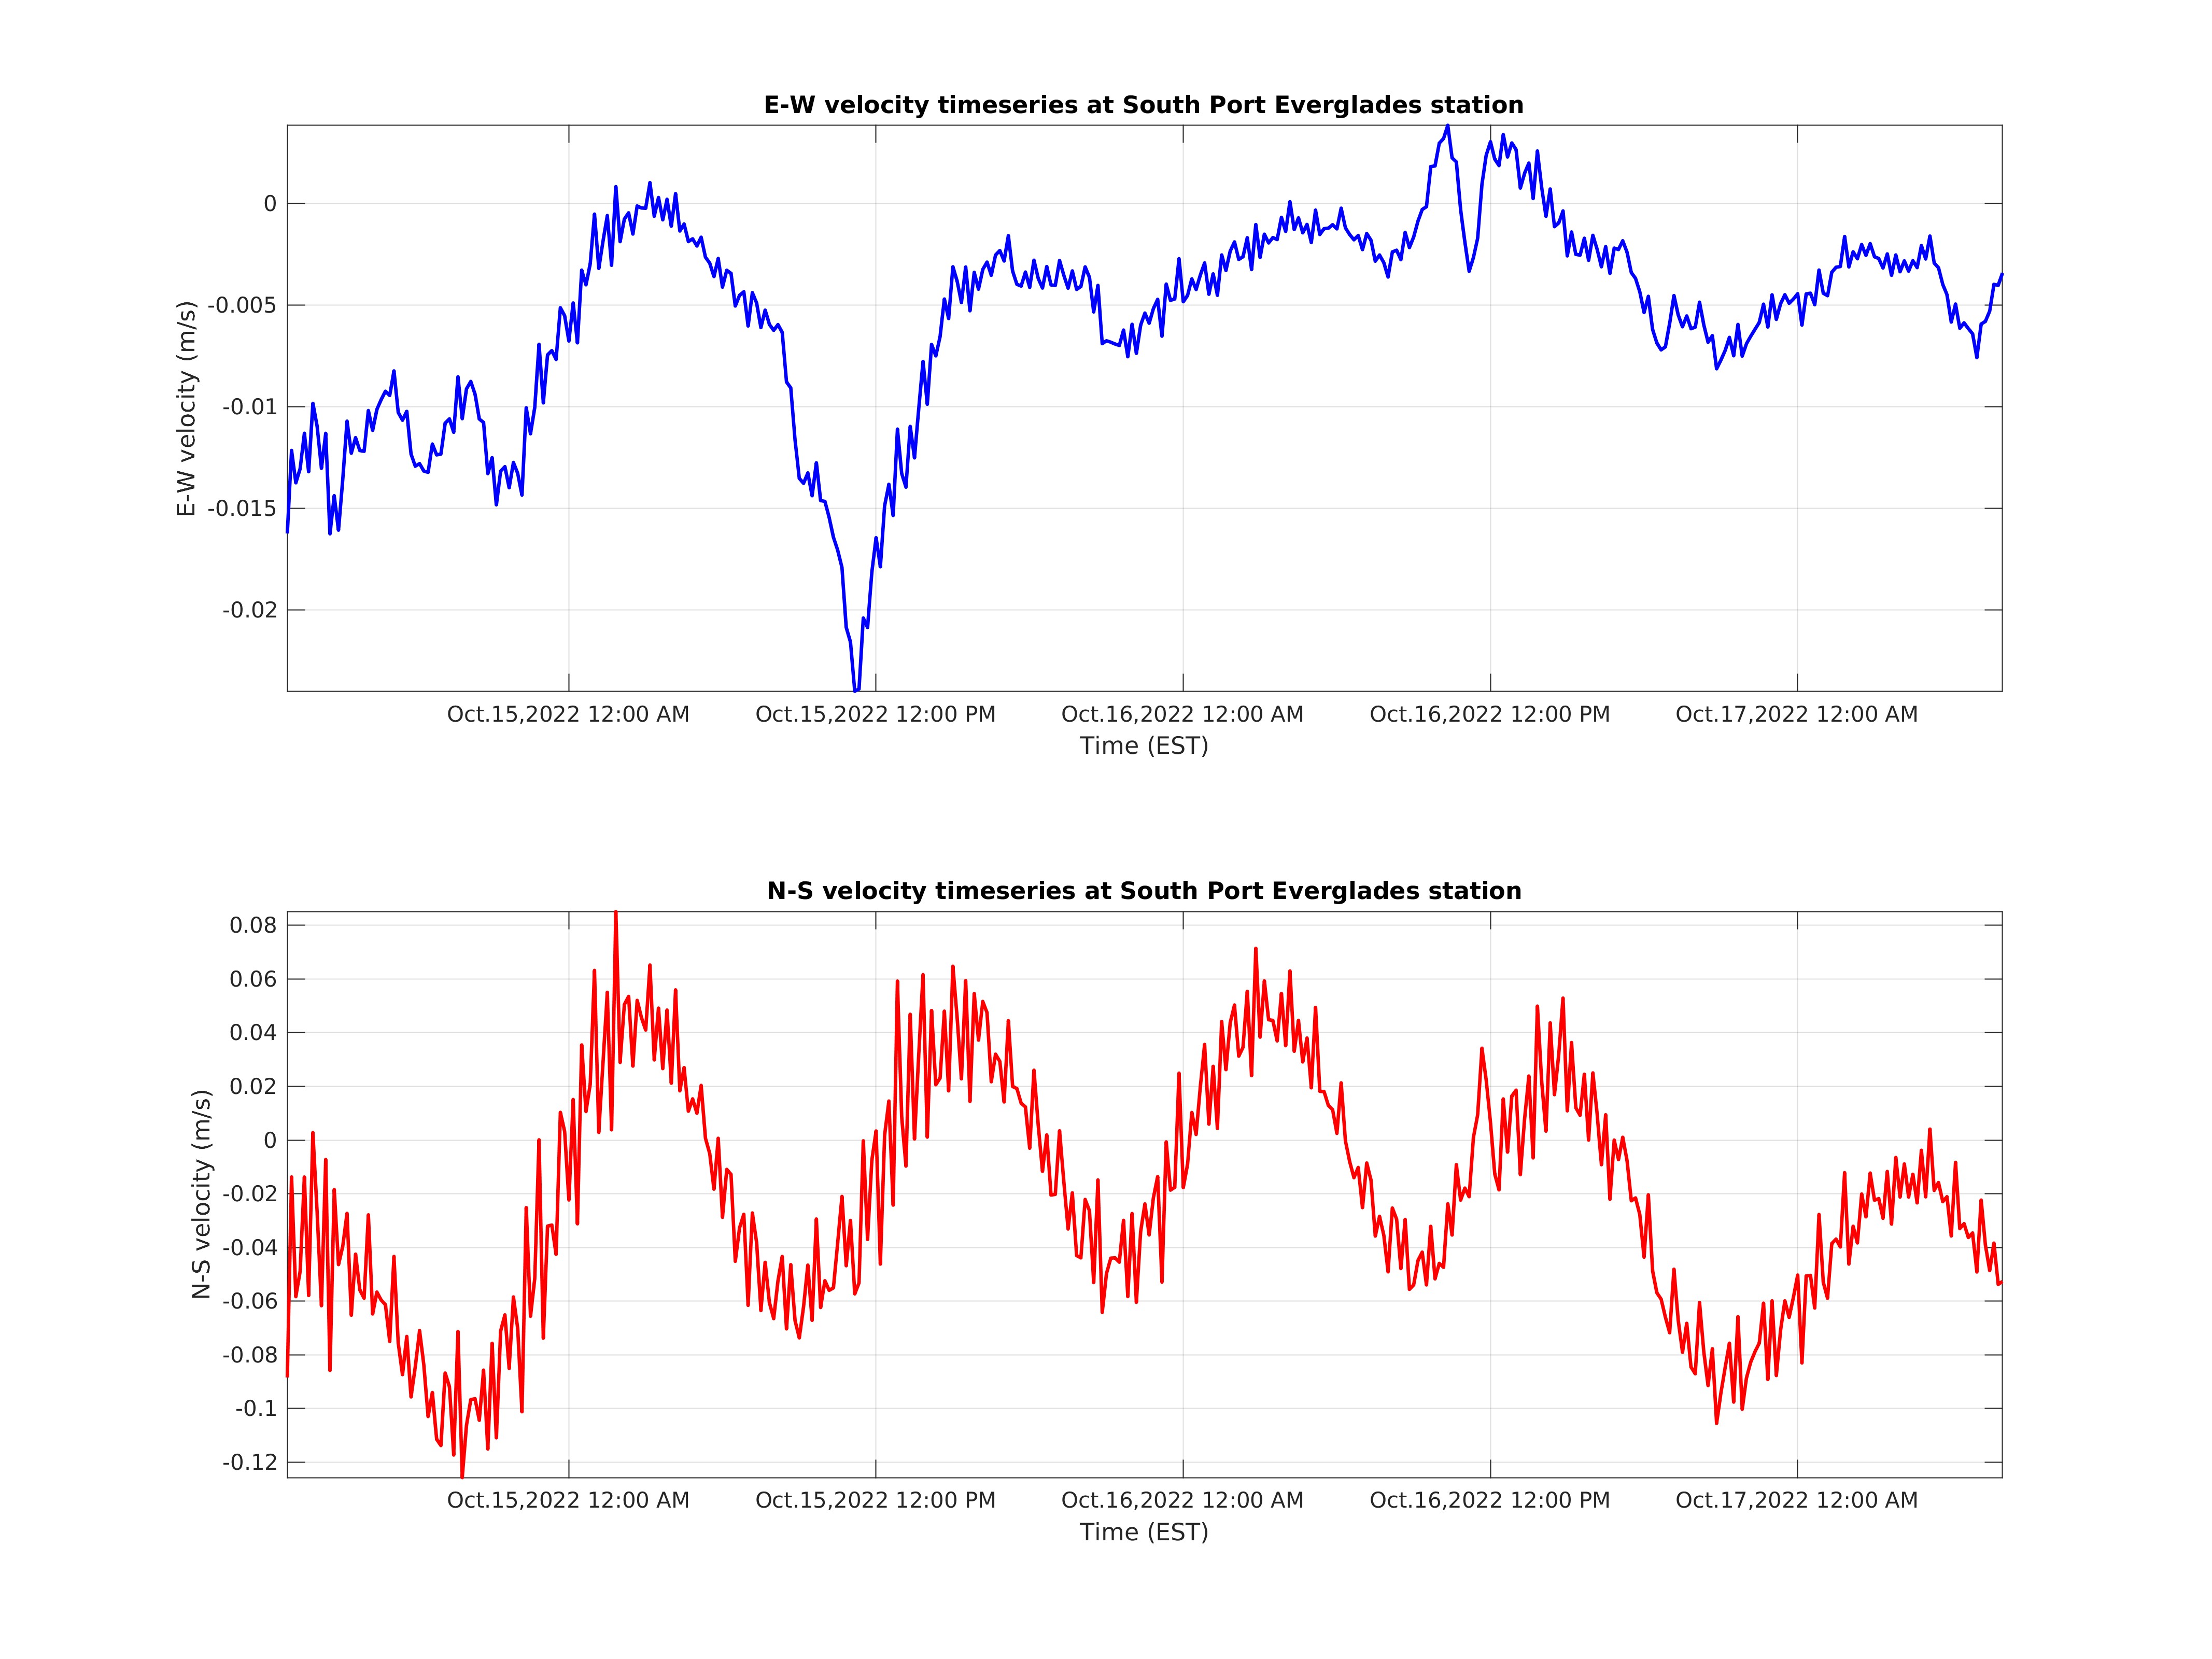 E-W velocity timeseries at South Port Everglades station
E-W velocity (m/s)
0
-0.005
-0.01
-0.015
-0.02
Oct.15,2022 12:00 AM Oct.15,2022 12:00 PM Oct.16,2022 12:00 AM Oct.16,2022 12:00 PM Oct.17,2022 12:00 AM
Time (EST)
N-S velocity timeseries at South Port Everglades station
N-S velocity (m/s)
0.08
0.06
0.04
0.02
0
-0.02
-0.04
-0.06
-0.08
-0.1
-0.12
Oct.15,2022 12:00 AM Oct.15,2022 12:00 PM Oct.16,2022 12:00 AM Oct.16,2022 12:00 PM Oct.17,2022 12:00 AM
Time (EST)